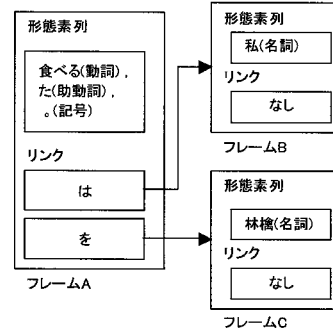 形態素列
食べる(動詞),
た(助動詞),
。(記号)
リンク
は
を
フレームA
形態素列
私(名詞)
リンク
なし
フレームB
形態素列
林檎(名詞)
リンク
なし
フレームC